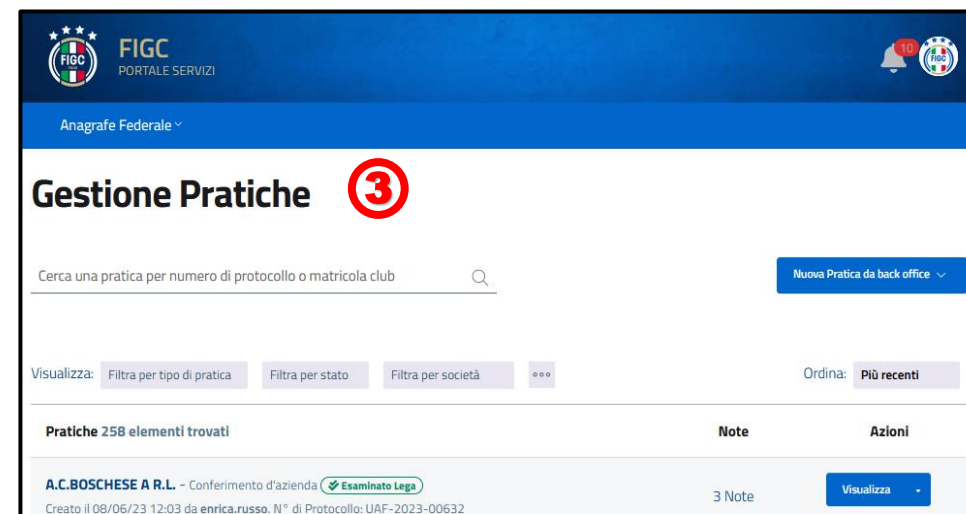 FIGC
PORTALE SERVIZI
10
Anagrafe Federale
Gestione Pratiche
3
Cerca una pratica per numero di protocollo o matricola club
Nuova Pratica da back office
Visualizza: Filtra per tipo di pratica Filtra per stato Filtra per società
Ordina: Più recenti
Pratiche 258 elementi trovati Note Azioni
A.C.BOSCHESE A R.L. - Conferimento d'azienda Esaminato Lega
Creato il 08/06/23 12:03 da enrica.russo. N° di Protocollo: UAF-2023-00632
3 Note
Visualizza